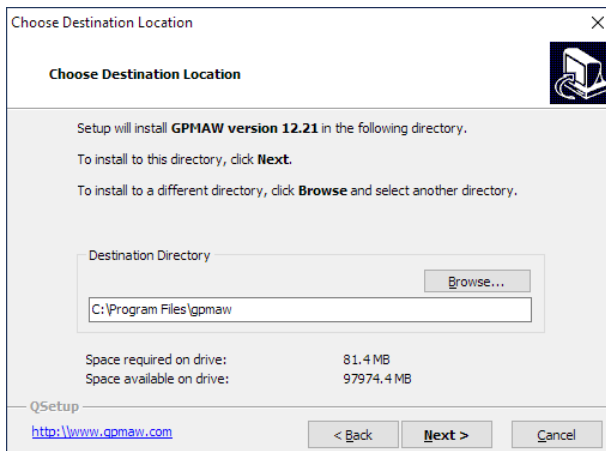 Choose Destination Location
Choose Destination Location
Setup will install GPMAW version 12.21 in the following directory.
To install to this directory, click Next.
To install to a different directory, click Browse and select another directory.
Destination Directory
Browse...
C:\Program Files\gpmaw
Space required on drive: 81.4 MB
Space available on drive: 97974.4 MB
QSetup
http:\\www.gpmaw.com
< Back
Next >
Cancel